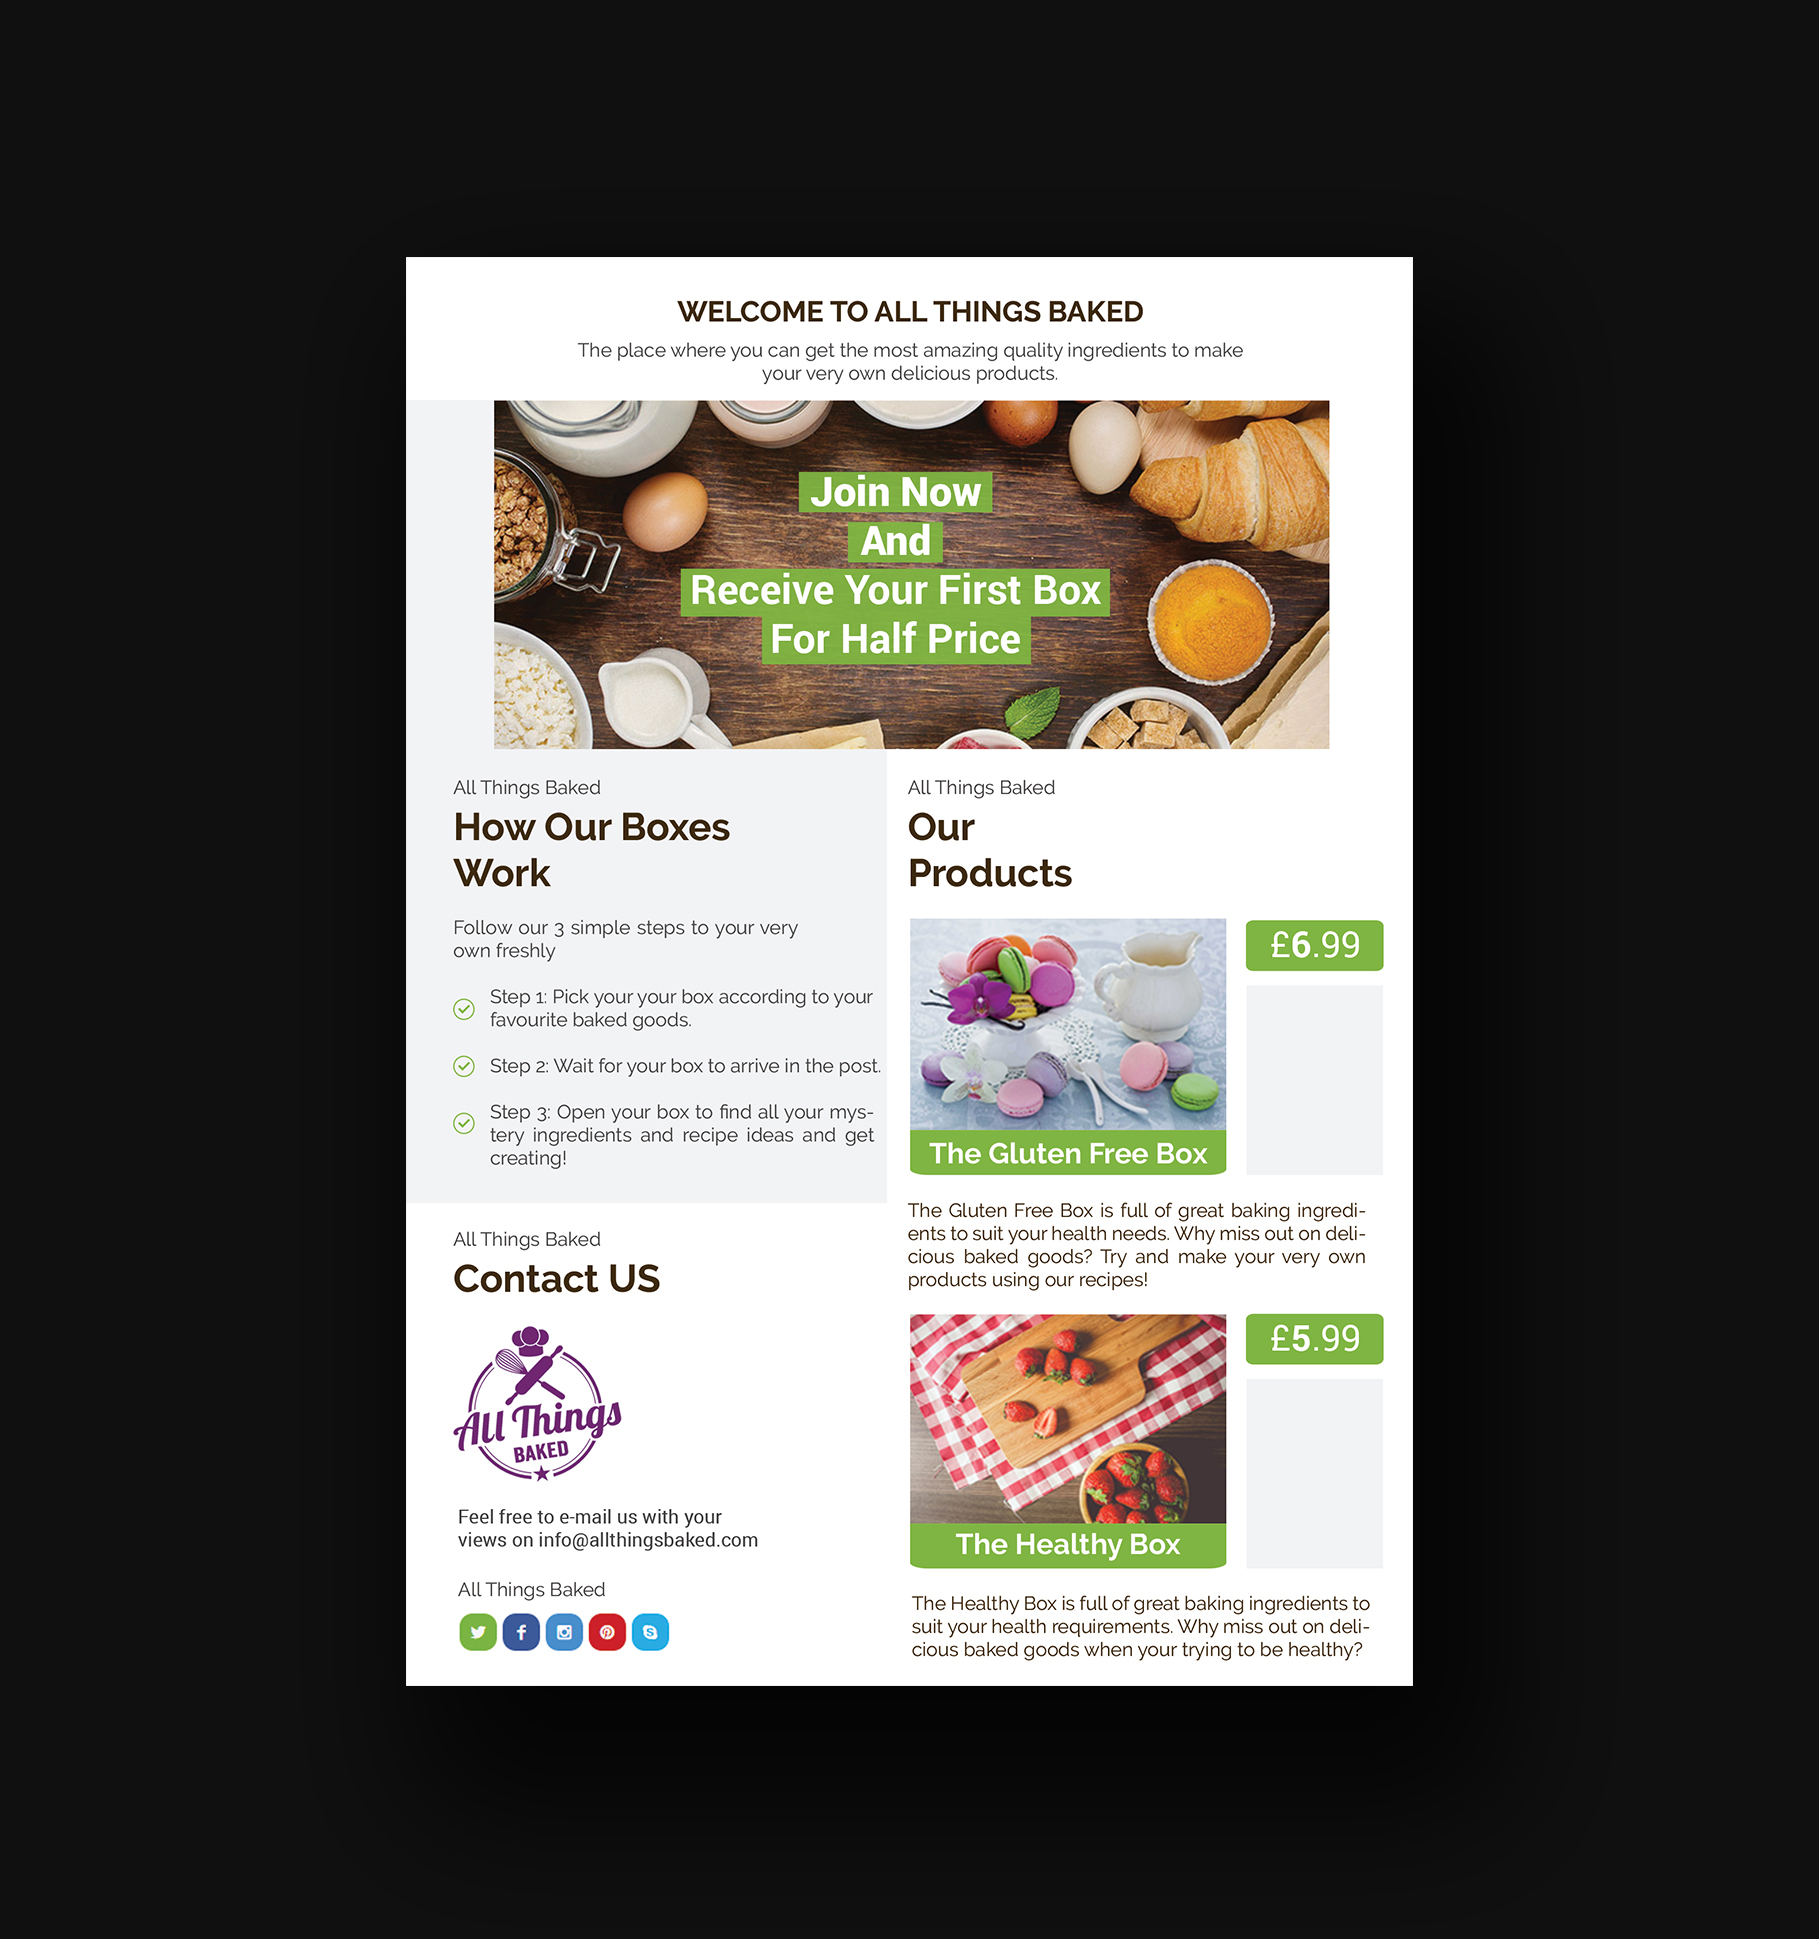 WELCOME TO ALL THINGS BAKED
The place where you can get the most amazing quality ingredients to make
your very own delicious products.
Join Now
And
Receive Your First Box
For Half Price
All Things Baked
How Our Boxes
Work
Follow our 3 simple steps to your very
own freshly
Step 1: Pick your your box according to your
favourite baked goods.
Step 2: Wait for your box to arrive in the post.
Step 3: Open your box to find all your mys-
tery ingredients and recipe ideas and get
creating!
All Things Baked
Contact US
All Things
BAKED
Feel free to e-mail us with your
views on info@allthingsbaked.com
All Things Baked
All Things Baked
Our
Products
£6.99
The Gluten Free Box
The Gluten Free Box is full of great baking ingredi-
ents to suit your health needs. Why miss out on deli-
cious baked goods? Try and make your very own
products using our recipes!
£5.99
The Healthy Box
The Healthy Box is full of great baking ingredients to
suit your health requirements. Why miss out on deli-
cious baked goods when your trying to be healthy?